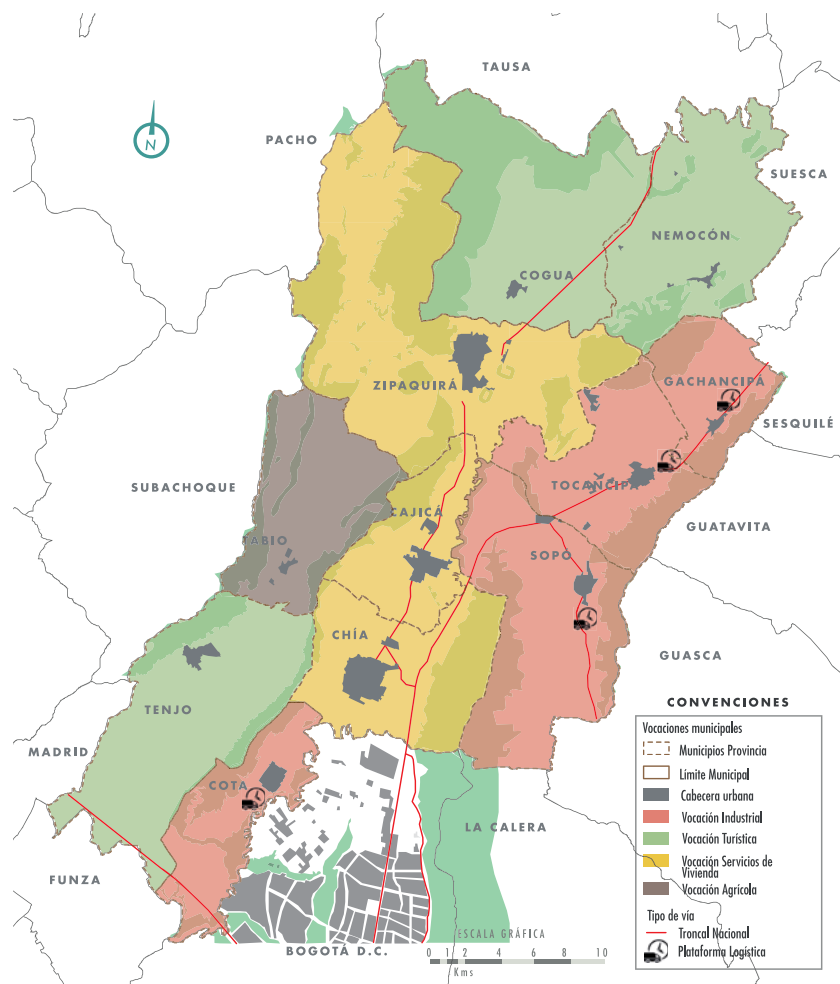 TAUSA
PACHO
SUESCA
NEMOCÓN
COGUA
N
ZIPAQUIRÁ
GACHANCIPÁ
SESQUILÉ
SUBACHOQUE
TOCANCIPÁ
CAJICÁ
GUATAVITA
TABIO
SOPÓ
CHÍA
GUASCA
TENJO
MADRID
COTA
LA CALERA
FUNZA
BOGOTÁ D.C.
CONVENCIONES
Vocaciones municipales
Municipios Provincia
Límite Municipal
Cabecera urbana
Vocación Industrial
Vocación Turística
Vocación Servicios de
Vivienda
Vocación Agrícola
Tipo de vía
Troncal Nacional
Plataforma Logística
ESCALA GRÁFICA
0 1 2 4 6 8 10
Kms